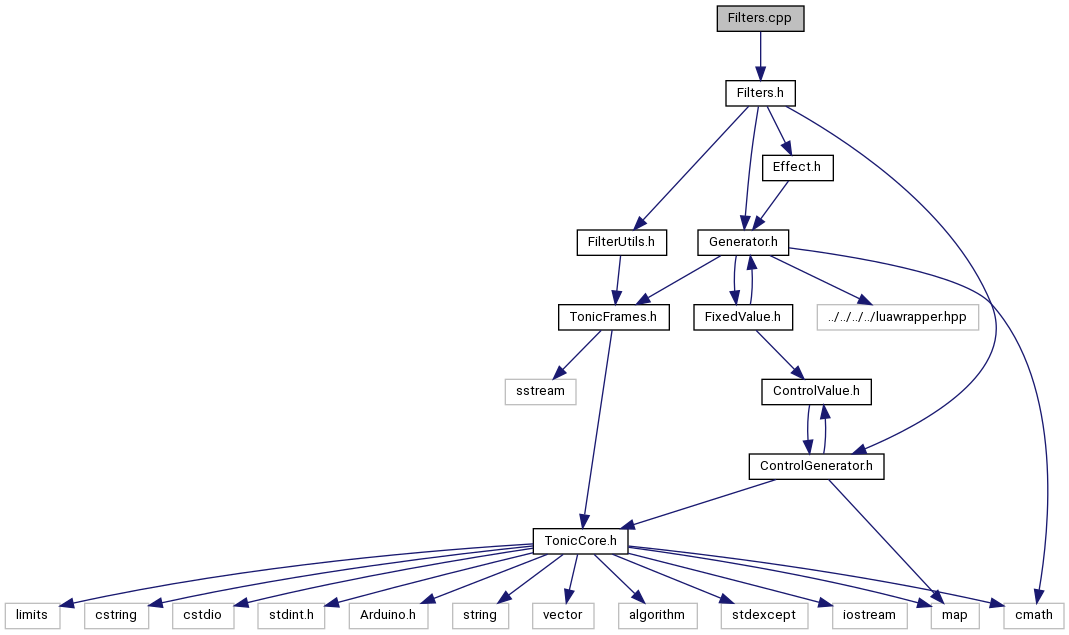 Filters.cpp
Filters.h
Effect.h
FilterUtils.h
Generator.h
TonicFrames.h
FixedValue.h
../../../../luawrapper.hpp
sstream
ControlValue.h
ControlGenerator.h
TonicCore.h
limits
cstring
cstdio
stdint.h
Arduino.h
string
vector
algorithm
stdexcept
iostream
map
cmath